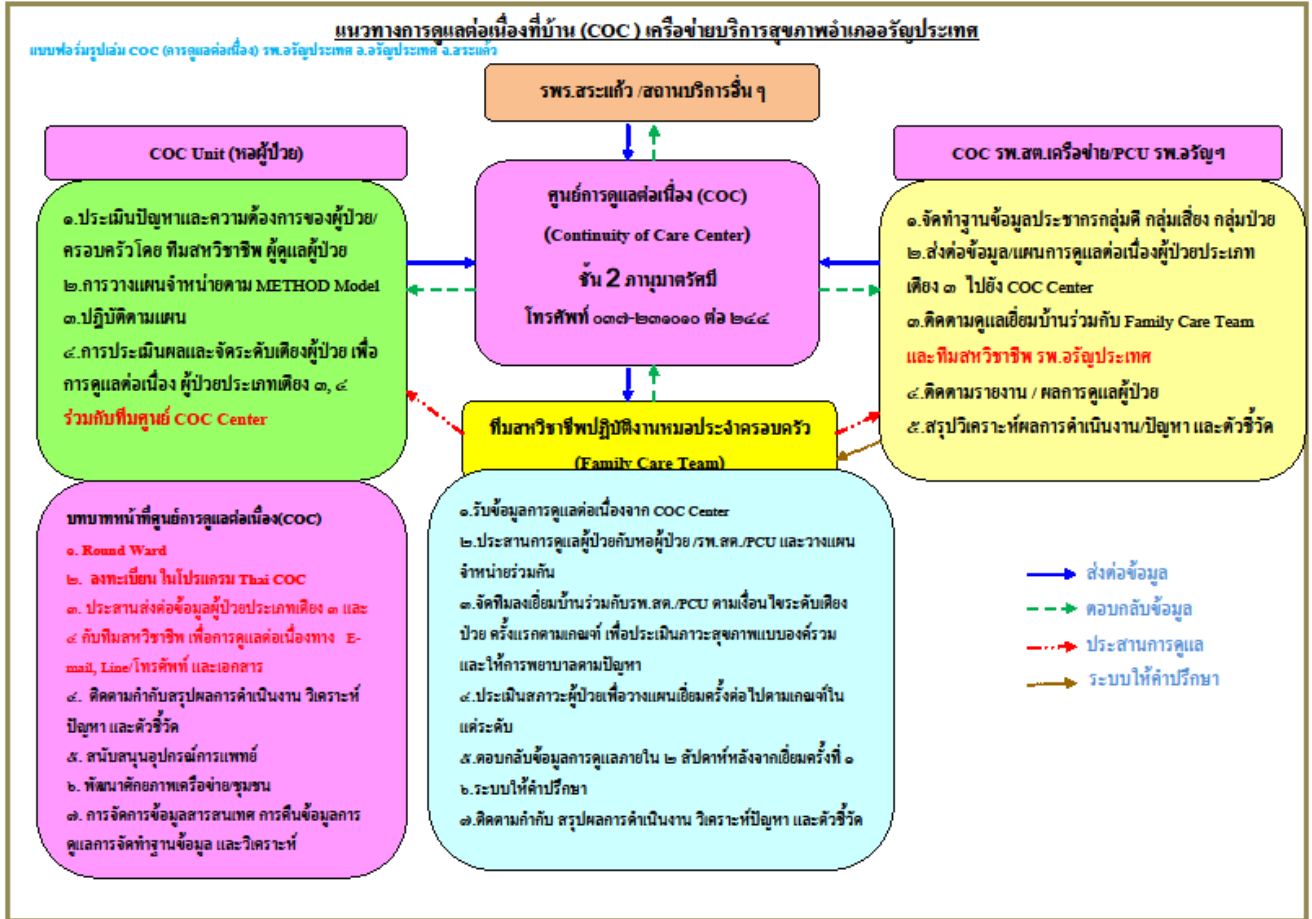 แนวทางการดูแลต่อเนื่องที่บ้าน (COC ) เครือข่ายบริการสุขภาพอำเภออรัญประเทศ
แบบฟอร์มรูปเล่ม COC (การดูแลต่อเนื่อง) รพ.อรัญประเทศ อ.อรัญประเทศ จ.สระแก้ว
รพร.สระแก้ว /สถานบริการอื่น ๆ
COC Unit (หอผู้ป่วย)
๑.ประเมินปัญหาและความต้องการของผู้ป่วย/
ครอบครัวโดย ทีมสหวิชาชีพ ผู้ดูแลผู้ป่วย
๒.การวางแผนจำหน่ายตาม METHOD Model
๓.ปฏิบัติตามแผน
๔.การประเมินผลและจัดระดับเตียงผู้ป่วย เพื่อ
การดูแลต่อเนื่อง ผู้ป่วยประเภทเตียง ๓, ๔
ร่วมกับทีมศูนย์ COC Center
ศูนย์การดูแลต่อเนื่อง (COC)
(Continuity of Care Center)
ชั้น 2 ภานุมาตรัศมี
โทรศัพท์ ๐๓๗-๒๓๑๐๑๐ ต่อ ๒๔๔
COC รพ.สต.เครือข่าย/PCU รพ.อรัญฯ
๑.จัดทำฐานข้อมูลประชากรกลุ่มดี กลุ่มเสี่ยง กลุ่มป่วย
๒.ส่งต่อข้อมูล/แผนการดูแลต่อเนื่องผู้ป่วยประเภท
เตียง ๓ ไปยัง COC Center
๓.ติดตามดูแลเยี่ยมบ้านร่วมกับ Family Care Team
และทีมสหวิชาชีพ รพ.อรัญประเทศ
๔.ติดตามรายงาน / ผลการดูแลผู้ป่วย
๕.สรุปวิเคราะห์ผลการดำเนินงาน/ปัญหา และตัวชี้วัด
ทีมสหวิชาชีพปฏิบัติงานหมอประจำครอบครัว
(Family Care Team)
บทบาทหน้าที่ศูนย์การดูแลต่อเนื่อง(COC)
๑. Round Ward
๒. ลงทะเบียน ในโปรแกรม Thai COC
๓. ประสานส่งต่อข้อมูลผู้ป่วยประเภทเตียง ๓ และ
๔ กับทีมสหวิชาชีพ เพื่อการดูแลต่อเนื่องทาง E-
mail, Line/โทรศัพท์ และเอกสาร
๔. ติดตามกำกับสรุปผลการดำเนินงาน วิเคราะห์
ปัญหา และตัวชี้วัด
๕. สนับสนุนอุปกรณ์การแพทย์
๖. พัฒนาศักยภาพเครือข่าย/ชุมชน
๗. การจัดการข้อมูลสารสนเทศ การคืนข้อมูลการ
ดูแลการจัดทำฐานข้อมูล และวิเคราะห์
๑.รับข้อมูลการดูแลต่อเนื่องจาก COC Center
๒.ประสานการดูแลผู้ป่วยกับหอผู้ป่วย /รพ.สต./PCU และวางแผน
จำหน่ายร่วมกัน
๓.จัดทีมลงเยี่ยมบ้านร่วมกับรพ.สต./PCU ตามเงื่อนไขระดับเตียง
ป่วย ครั้งแรกตามเกณฑ์ เพื่อประเมินภาวะสุขภาพแบบองค์รวม
และให้การพยาบาลตามปัญหา
๔.ประเมินสภาวะผู้ป่วยเพื่อวางแผนเยี่ยมครั้งต่อไปตามเกณฑ์ใน
แต่ระดับ
๕.ตอบกลับข้อมูลการดูแลภายใน ๒ สัปดาห์หลังจากเยี่ยมครั้งที่ ๑
๖.ระบบให้คำปรึกษา
๗.ติดตามกำกับ สรุปผลการดำเนินงาน วิเคราะห์ปัญหา และตัวชี้วัด
ส่งต่อข้อมูล
ตอบกลับข้อมูล
ประสานการดูแล
ระบบให้คำปรึกษา